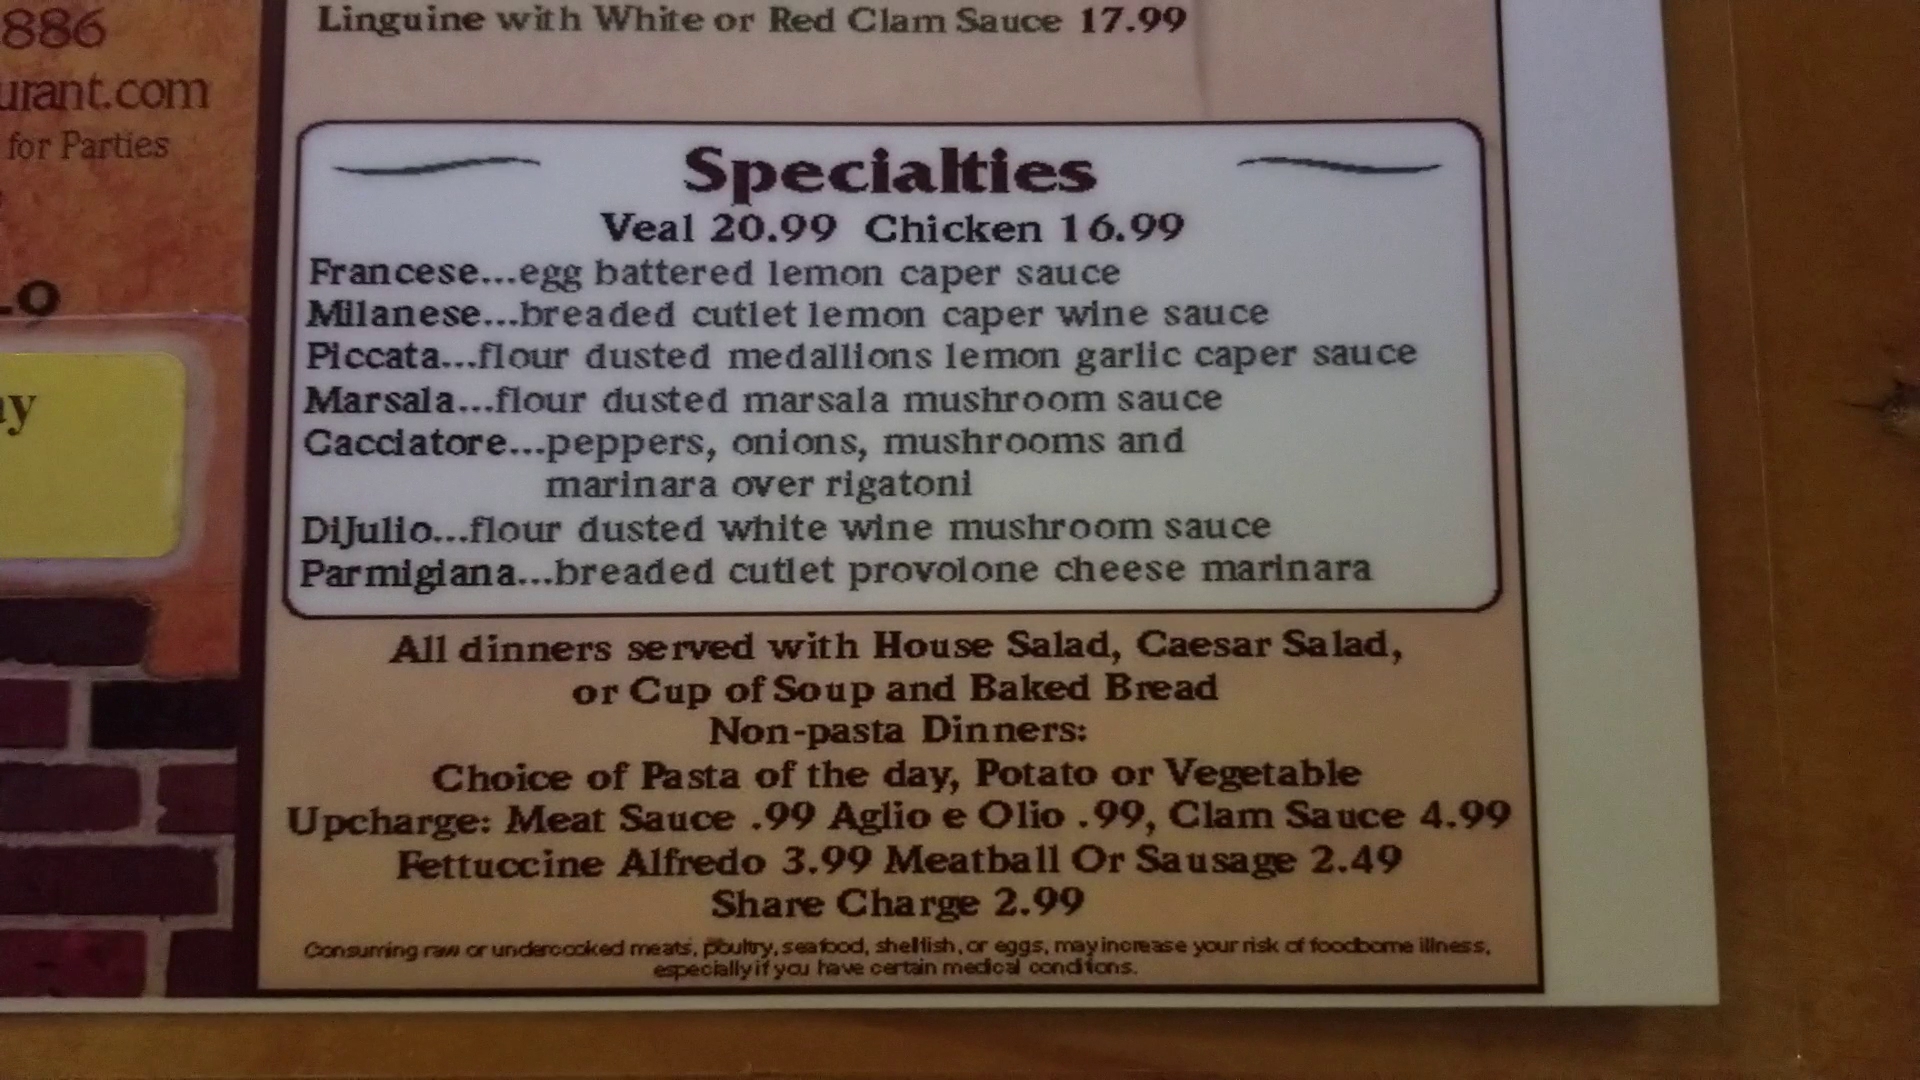 886
urant.com
for Parties
LO
ay
Linguine with White or Red Clam Sauce 17.99
Specialties
Veal 20.99 Chicken 16.99
Francese...egg battered lemon caper sauce
Milanese...breaded cutlet lemon caper wine sauce
Piccata...flour dusted medallions lemon garlic caper sauce
Marsala...flour dusted marsala mushroom sauce
Cacciatore...peppers, onions, mushrooms and
marinara over rigatoni
DiJulio...flour dusted white wine mushroom sauce
Parmigiana...breaded cutlet provolone cheese marinara
All dinners served with House Salad, Caesar Salad,
or Cup of Soup and Baked Bread
Non-pasta Dinners:
Choice of Pasta of the day, Potato or Vegetable
Upcharge: Meat Sauce .99 Aglio e Olio .99, Clam Sauce 4.99
Fettuccine Alfredo 3.99 Meatball Or Sausage 2.49
Share Charge 2.99
Consuming raw or undercooked meats, poultry, seafood, shellfish, or eggs, may increase your risk of foodborne illness,
especially if you have certain medical conditions.